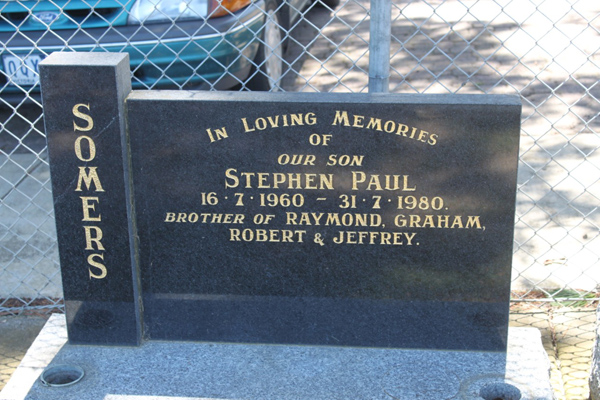 SOMERS
IN LOVING MEMORIES
OF
OUR SON
STEPHEN PAUL
16·7·1960 – 31·7·1980.
BROTHER OF RAYMOND, GRAHAM,
ROBERT & JEFFREY.
Ford